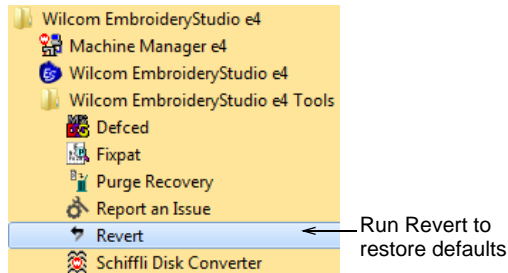 Wilcom EmbroideryStudio e4
Machine Manager e4
Wilcom EmbroideryStudio e4
Wilcom EmbroideryStudio e4 Tools
Defced
Fixpat
Purge Recovery
Report an Issue
Revert
Schiffli Disk Converter
Run Revert to
restore defaults